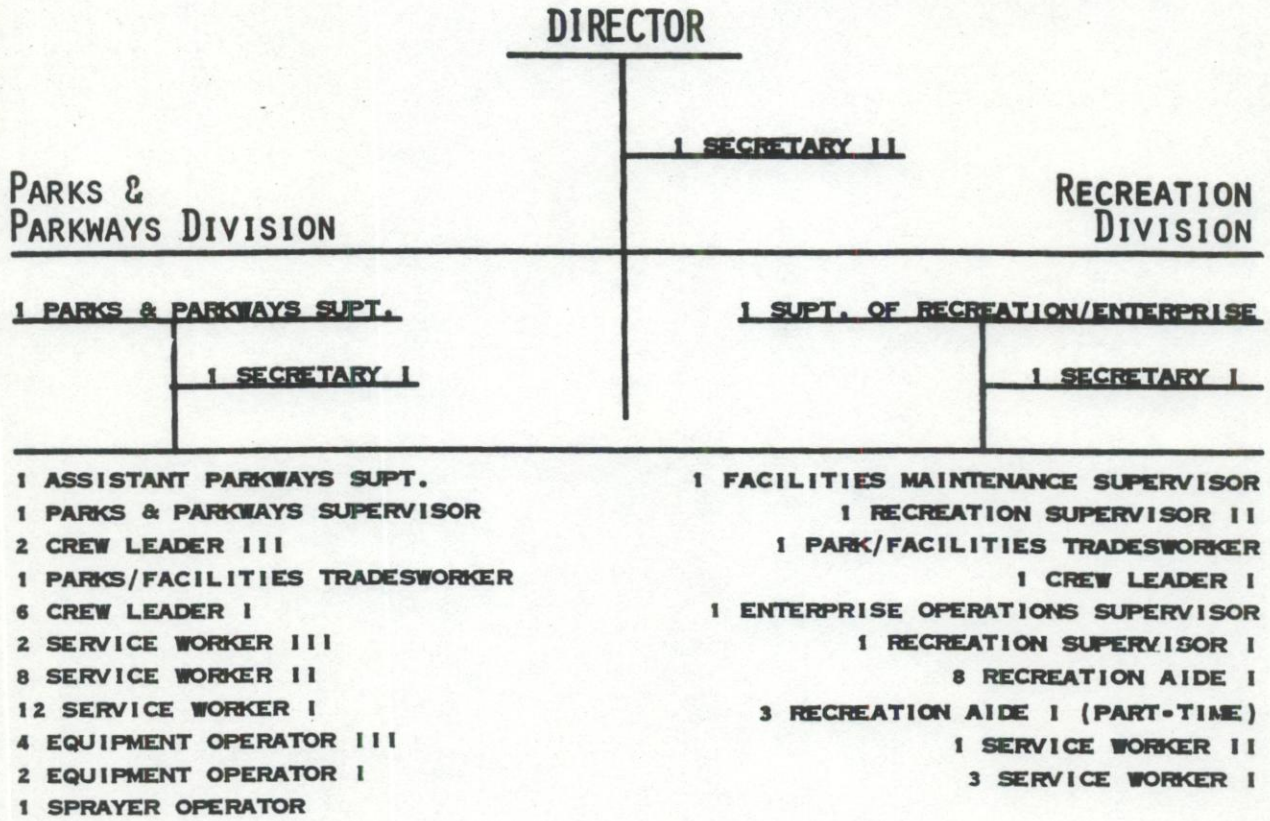 DIRECTOR
1 SECRETARY II
PARKS &
PARKWAYS DIVISION
RECREATION
DIVISION
1 PARKS & PARKWAYS SUPT.
1 SECRETARY I
1 SUPT. OF RECREATION/ENTERPRISE
1 SECRETARY I
1 ASSISTANT PARKWAYS SUPT.
1 PARKS & PARKWAYS SUPERVISOR
2 CREW LEADER III
1 PARKS/FACILITIES TRADESWORKER
6 CREW LEADER I
2 SERVICE WORKER III
8 SERVICE WORKER II
12 SERVICE WORKER I
4 EQUIPMENT OPERATOR III
2 EQUIPMENT OPERATOR I
1 SPRAYER OPERATOR
1 FACILITIES MAINTENANCE SUPERVISOR
1 RECREATION SUPERVISOR II
1 PARK/FACILITIES TRADESWORKER
1 CREW LEADER I
1 ENTERPRISE OPERATIONS SUPERVISOR
1 RECREATION SUPERVISOR I
8 RECREATION AIDE I
3 RECREATION AIDE I (PART-TIME)
1 SERVICE WORKER II
3 SERVICE WORKER I